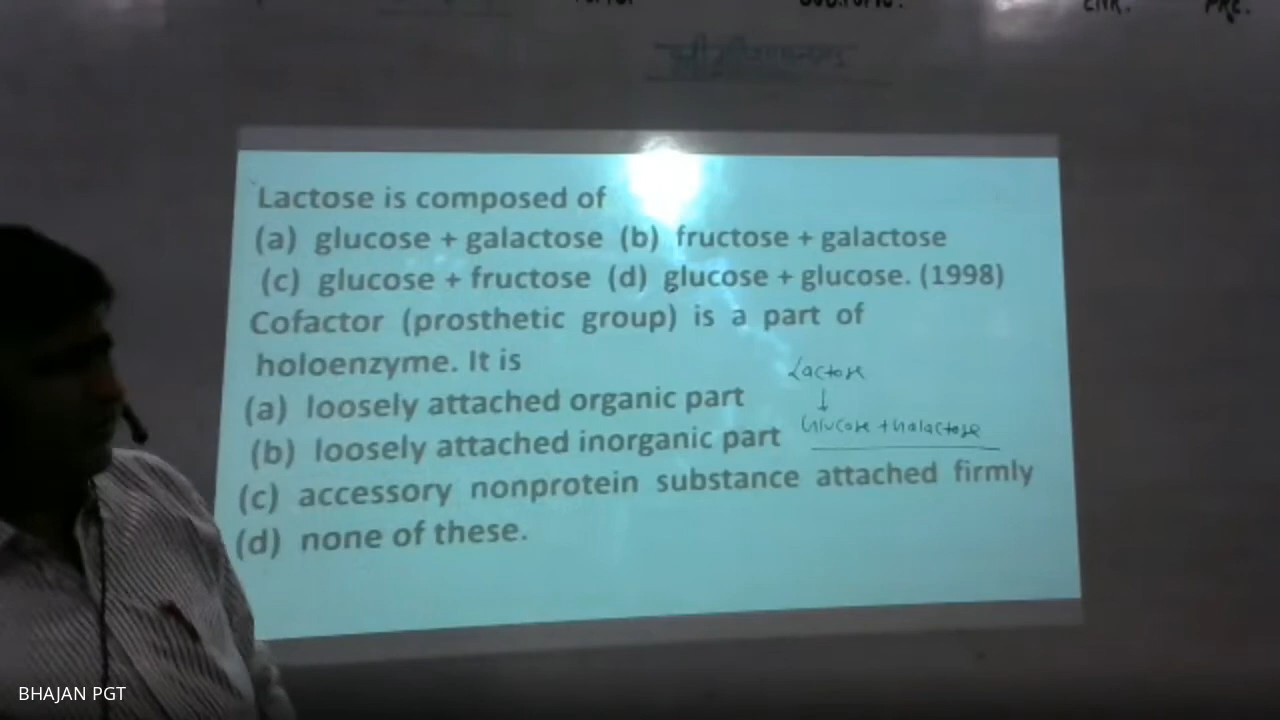 Lactose is composed of
(a) glucose + galactose (b) fructose + galactose
(c) glucose + fructose (d) glucose + glucose. (1998)
Cofactor (prosthetic group) is a part of
holoenzyme. It is
(a) loosely attached organic part
(b) loosely attached inorganic part
(c) accessory nonprotein substance attached firmly
(d) none of these.
Lactose
↓
Glucose + Galactose
BHAJAN PGT